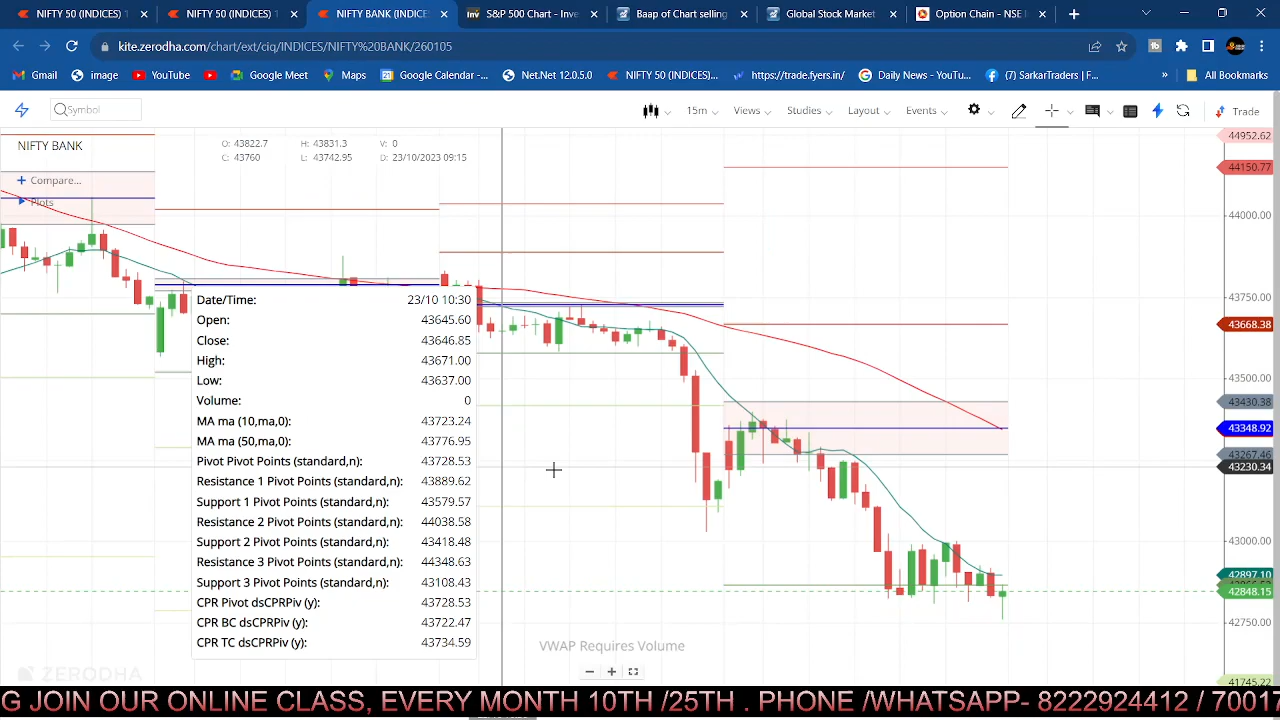 NIFTY 50 (INDICES) 1
NIFTY 50 (INDICES) 1
NIFTY BANK (INDICE
S&P 500 Chart - Inve
Baap of Chart selling
Global Stock Market
Option Chain - NSE I
kite.zerodha.com/chart/ext/ciq/INDICES/NIFTY%20BANK/260105
Gmail
image
YouTube
Google Meet
Maps
Google Calendar -...
Net.Net 12.0.5.0
NIFTY 50 (INDICES)...
https://trade.fyers.in/
Daily News - YouTu...
(7) SarkarTraders | F...
»
All Bookmarks
Symbol
15m
Views
Studies
Layout
Events
Trade
NIFTY BANK
O: 43822.7
H: 43831.3
V: 0
C: 43760
L: 43742.95
D: 23/10/2023 09:15
+ Compare...
Plots
Date/Time: 23/10 10:30
Open: 43645.60
Close: 43646.85
High: 43671.00
Low: 43637.00
Volume: 0
MA ma (10,ma,0): 43723.24
MA ma (50,ma,0): 43776.95
Pivot Pivot Points (standard,n): 43728.53
Resistance 1 Pivot Points (standard,n): 43889.62
Support 1 Pivot Points (standard,n): 43579.57
Resistance 2 Pivot Points (standard,n): 44038.58
Support 2 Pivot Points (standard,n): 43418.48
Resistance 3 Pivot Points (standard,n): 44348.63
Support 3 Pivot Points (standard,n): 43108.43
CPR Pivot dsCPRPiv (y): 43728.53
CPR BC dsCPRPiv (y): 43722.47
CPR TC dsCPRPiv (y): 43734.59
44952.62
44150.77
44000.00
43750.00
43668.38
43500.00
43430.38
43348.92
43267.46
43230.34
43000.00
42897.10
42848.15
42750.00
41745.22
VWAP Requires Volume
ZERODHA
G JOIN OUR ONLINE CLASS, EVERY MONTH 10TH /25TH . PHONE /WHATSAPP- 8222924412 / 70017